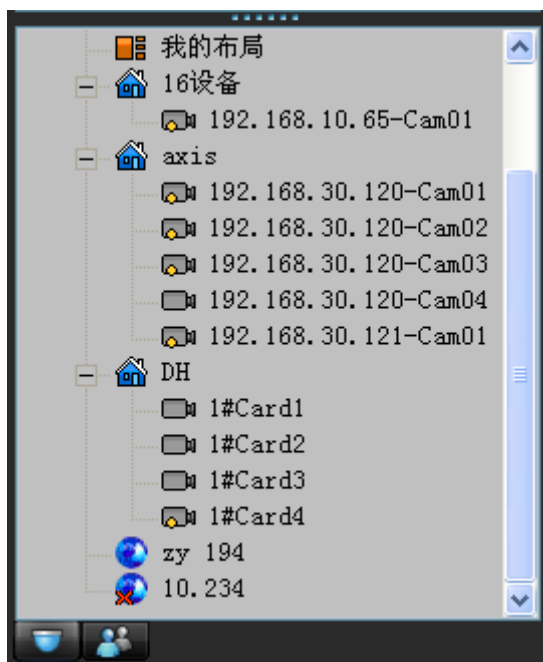 我的布局
16设备
192.168.10.65-Cam01
axis
192.168.30.120-Cam01
192.168.30.120-Cam02
192.168.30.120-Cam03
192.168.30.120-Cam04
192.168.30.121-Cam01
DH
1#Card1
1#Card2
1#Card3
1#Card4
zy 194
10.234